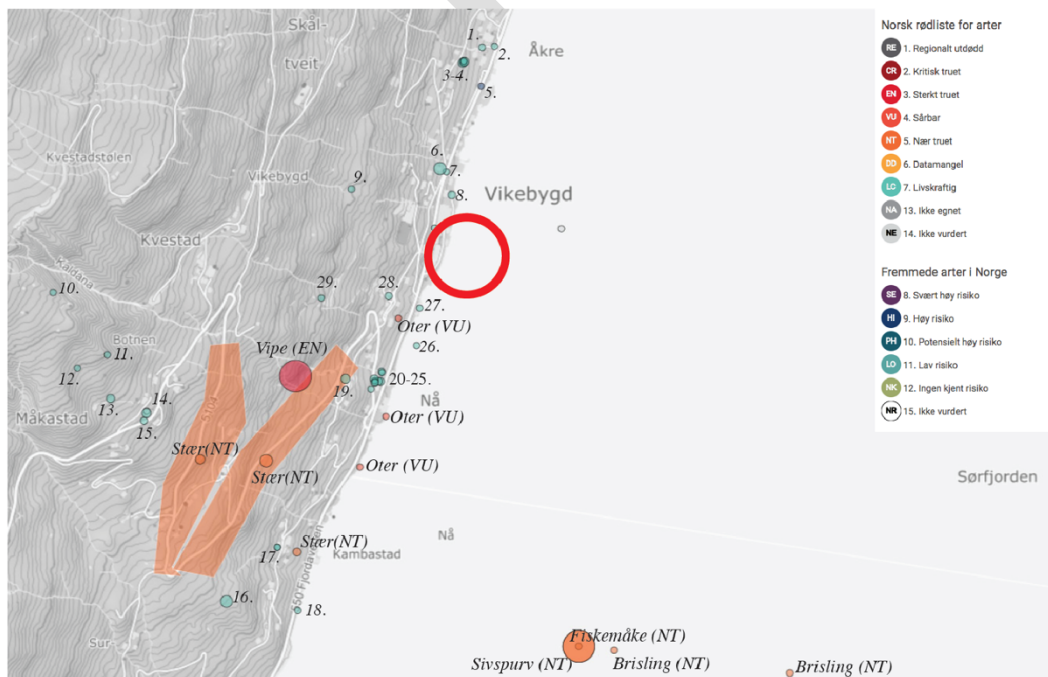 Skål-
tveit
1.
2.
Åkre
3-4.
5.
Kvestadstølen
6.
7.
Vikebygd
9.
8.
Vikebygd
Kvestad
Kaldåna
10.
29.
28.
27.
Oter (VU)
Botnen
11.
Vipe (EN)
26.
12.
19.
20-25.
13.
14.
Nå
Måkastad
15.
Oter (VU)
Stær(NT)
Stær(NT)
Oter (VU)
Sørfjorden
Nå
17.
Stær(NT)
Kambastad
550 Fjordavegen
16.
18.
Sur-
Fiskemåke (NT)
Sivspurv (NT)
Brisling (NT)
Brisling (NT)
Norsk rødliste for arter
RE 1. Regionalt utdødd
CR 2. Kritisk truet
EN 3. Sterkt truet
VU 4. Sårbar
NT 5. Nær truet
DD 6. Datamangel
LC 7. Livskraftig
NA 13. Ikke egnet
NE 14. Ikke vurdert
Fremmede arter i Norge
SE 8. Svært høy risiko
HI 9. Høy risiko
PH 10. Potensielt høy risiko
LO 11. Lav risiko
NK 12. Ingen kjent risiko
NR 15. Ikke vurdert